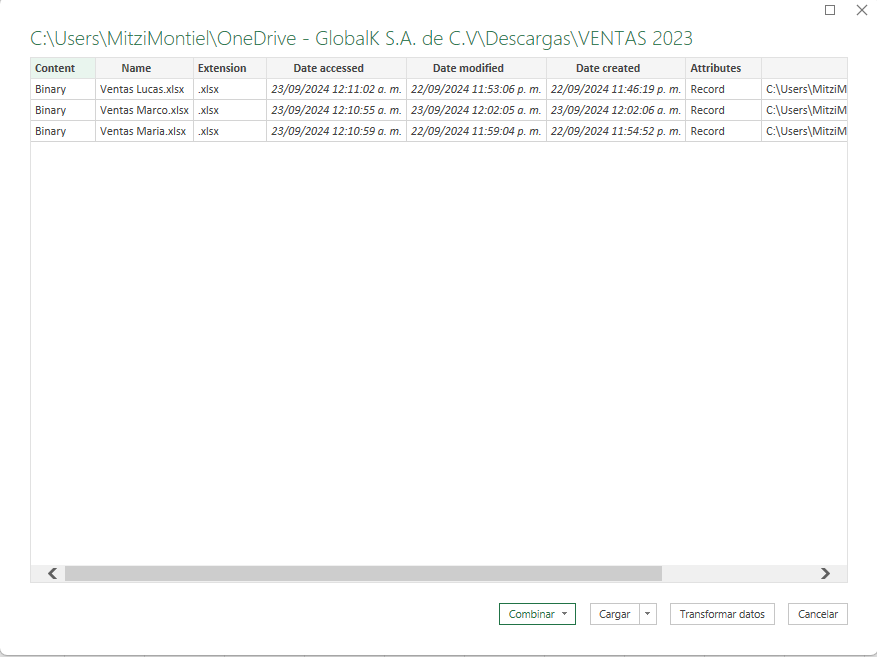 C:\Users\MitziMontiel\OneDrive - GlobalK S.A. de C.V\Descargas\VENTAS 2023
Content Name Extension Date accessed Date modified Date created Attributes
Binary Ventas Lucas.xlsx .xlsx 23/09/2024 12:11:02 a. m. 22/09/2024 11:53:06 p. m. 22/09/2024 11:46:19 p. m. Record C:\Users\MitziM
Binary Ventas Marco.xlsx .xlsx 23/09/2024 12:10:55 a. m. 23/09/2024 12:02:05 a. m. 23/09/2024 12:02:06 a. m. Record C:\Users\MitziM
Binary Ventas Maria.xlsx .xlsx 23/09/2024 12:10:59 a. m. 22/09/2024 11:59:04 p. m. 22/09/2024 11:54:52 p. m. Record C:\Users\MitziM
Combinar Cargar Transformar datos Cancelar